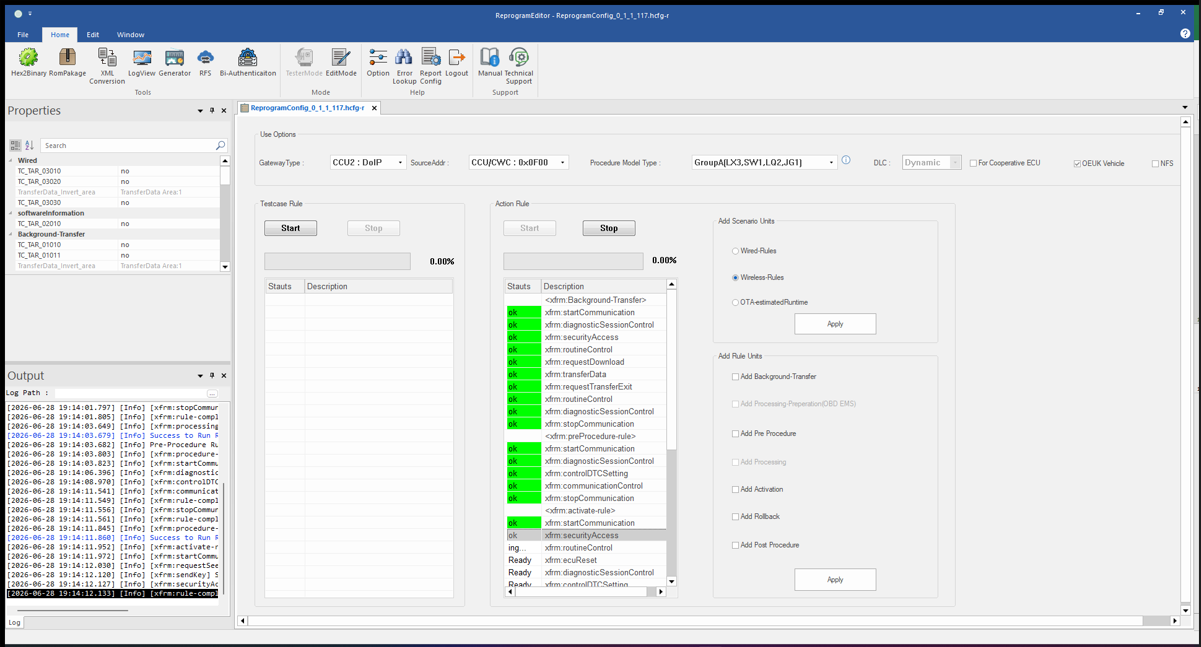 ReprogramEditor - ReprogramConfig_0_1_1_117.hcfg-r
File Home Edit Window
Hex2Binary RomPakage XML Conversion LogView Generator RFS Bi-Authenticaiton TesterMode EditMode Option Error Lookup Report Config Logout Manual Technical Support
Tools Mode Help Support
Properties
Search
Wired
TC_TAR_03010 no
TC_TAR_03020 no
TransferData_Invert_area TransferData Area:1
TC_TAR_03030 no
softwareInformation
TC_TAR_02010 no
Background-Transfer
TC_TAR_01010 no
TC_TAR_01011 no
TransferData_Invert_area TransferData Area:1
Output
Log Path :
...
[2026-06-28 19:14:01.797] [Info] [xfrm:stopCommun
[2026-06-28 19:14:01.805] [Info] [xfrm:rule-compl
[2026-06-28 19:14:03.649] [Info] [xfrm:processing
[2026-06-28 19:14:03.679] [Info] Success to Run R
[2026-06-28 19:14:03.682] [Info] Pre-Procedure Ru
[2026-06-28 19:14:03.803] [Info] [xfrm:procedure-
[2026-06-28 19:14:03.823] [Info] [xfrm:startCommu
[2026-06-28 19:14:06.396] [Info] [xfrm:diagnostic
[2026-06-28 19:14:08.970] [Info] [xfrm:controlDTC
[2026-06-28 19:14:11.541] [Info] [xfrm:communicat
[2026-06-28 19:14:11.549] [Info] [xfrm:rule-compl
[2026-06-28 19:14:11.556] [Info] [xfrm:stopCommun
[2026-06-28 19:14:11.561] [Info] [xfrm:rule-compl
[2026-06-28 19:14:11.845] [Info] [xfrm:procedure-
[2026-06-28 19:14:11.860] [Info] Success to Run R
[2026-06-28 19:14:11.952] [Info] [xfrm:activate-r
[2026-06-28 19:14:11.972] [Info] [xfrm:startCommu
[2026-06-28 19:14:12.030] [Info] [xfrm:requestSee
[2026-06-28 19:14:12.120] [Info] [xfrm:sendKey] S
[2026-06-28 19:14:12.127] [Info] [xfrm:securityAc
[2026-06-28 19:14:12.133] [Info] [xfrm:rule-compl
Log
ReprogramConfig_0_1_1_117.hcfg-r
Use Options
GatewayType : CCU2 : DoIP SourceAddr : CCU/CWC : 0x0F00 Procedure Model Type : GroupA(LX3,SW1,LQ2,JG1) DLC : Dynamic For Cooperative ECU OEUK Vehicle NFS
Testcase Rule
Start Stop
0.00%
Stauts Description
Action Rule
Start Stop
0.00%
Stauts Description
<xfrm:Background-Transfer>
ok xfrm:startCommunication
ok xfrm:diagnosticSessionControl
ok xfrm:securityAccess
ok xfrm:routineControl
ok xfrm:requestDownload
ok xfrm:transferData
ok xfrm:requestTransferExit
ok xfrm:routineControl
ok xfrm:diagnosticSessionControl
ok xfrm:stopCommunication
<xfrm:preProcedure-rule>
ok xfrm:startCommunication
ok xfrm:diagnosticSessionControl
ok xfrm:controlDTCSetting
ok xfrm:communicationControl
ok xfrm:stopCommunication
<xfrm:activate-rule>
ok xfrm:startCommunication
ok xfrm:securityAccess
ing... xfrm:routineControl
Ready xfrm:ecuReset
Ready xfrm:diagnosticSessionControl
Ready xfrm:controlDTCSetting
Add Scenario Units
Wired-Rules
Wireless-Rules
OTA-estimatedRuntime
Apply
Add Rule Units
Add Background-Transfer
Add Processing-Preperation(OBD EMS)
Add Pre Procedure
Add Processing
Add Activation
Add Rollback
Add Post Procedure
Apply